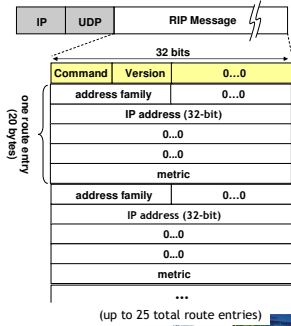 IP UDP RIP Message
32 bits
Command Version 0...0
address family 0...0
IP address (32-bit)
0...0
0...0
metric
one route entry
(20 bytes)
address family 0...0
IP address (32-bit)
0...0
0...0
metric
...
(up to 25 total route entries)